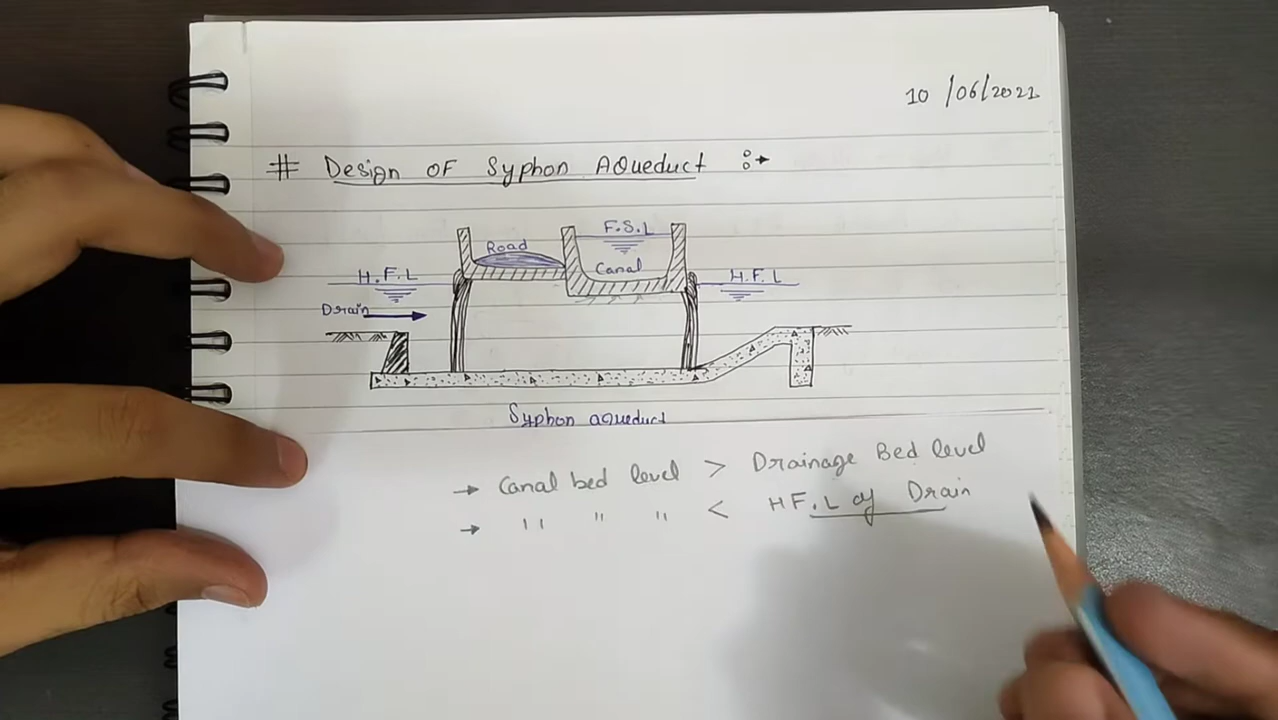 10 /06/2021
# Design OF Syphon AQueduct :→
F.S.L
Road
Canal
H.F.L
H.F.L
Drain
Syphon aqueduct
→ Canal bed level > Drainage Bed level
→ " " " < H.F.L of Drain